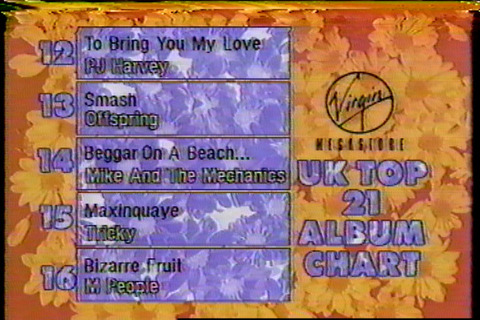 12 To Bring You My Love
PJ Harvey
13 Smash
Offspring
14 Beggar On A Beach...
Mike And The Mechanics
15 Maxinquaye
Tricky
16 Bizarre Fruit
M People
Virgin
MEGASTORE
UK TOP
21
ALBUM
CHART